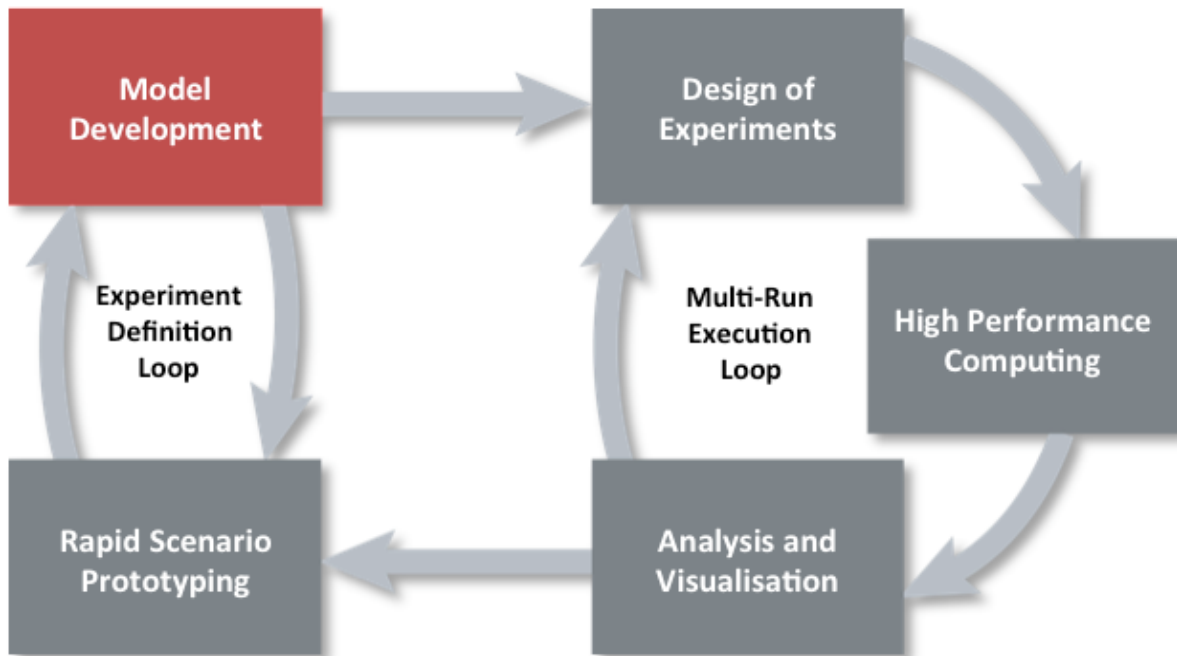 Model
Development
Design of
Experiments
Experiment
Definition
Loop
Multi-Run
Execution
Loop
High Performance
Computing
Rapid Scenario
Prototyping
Analysis and
Visualisation